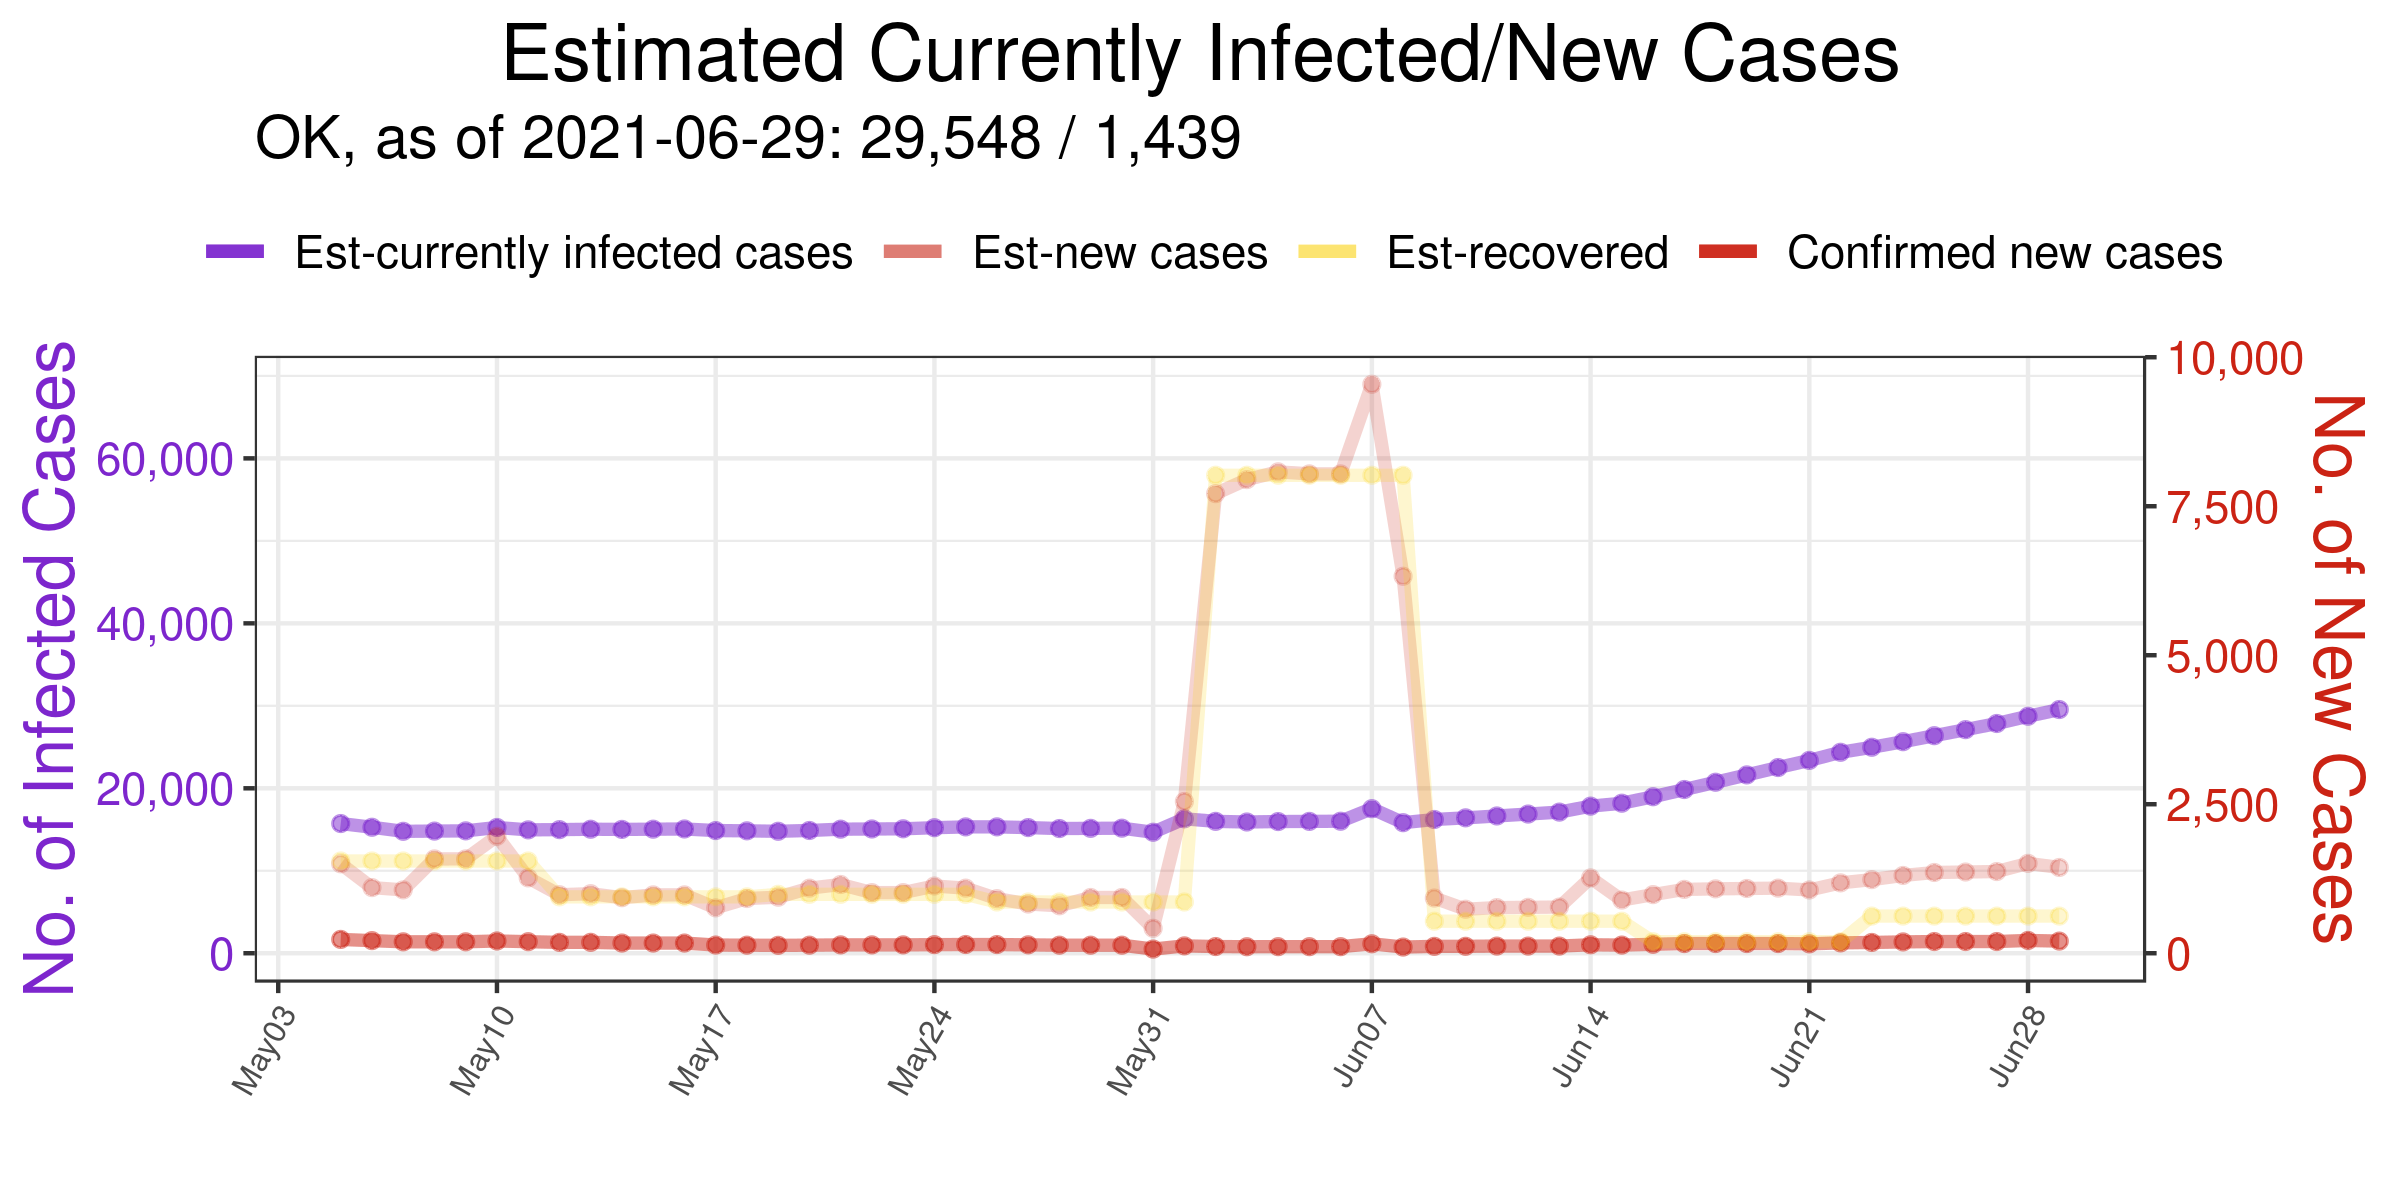 Estimated Currently Infected/New Cases
OK, as of 2021-06-29: 29,548 / 1,439
Est-currently infected cases Est-new cases Est-recovered Confirmed new cases
No. of Infected Cases
60,000
40,000
20,000
0
10,000
7,500
5,000
2,500
0
No. of New Cases
May03 May10 May17 May24 May31 Jun07 Jun14 Jun21 Jun28